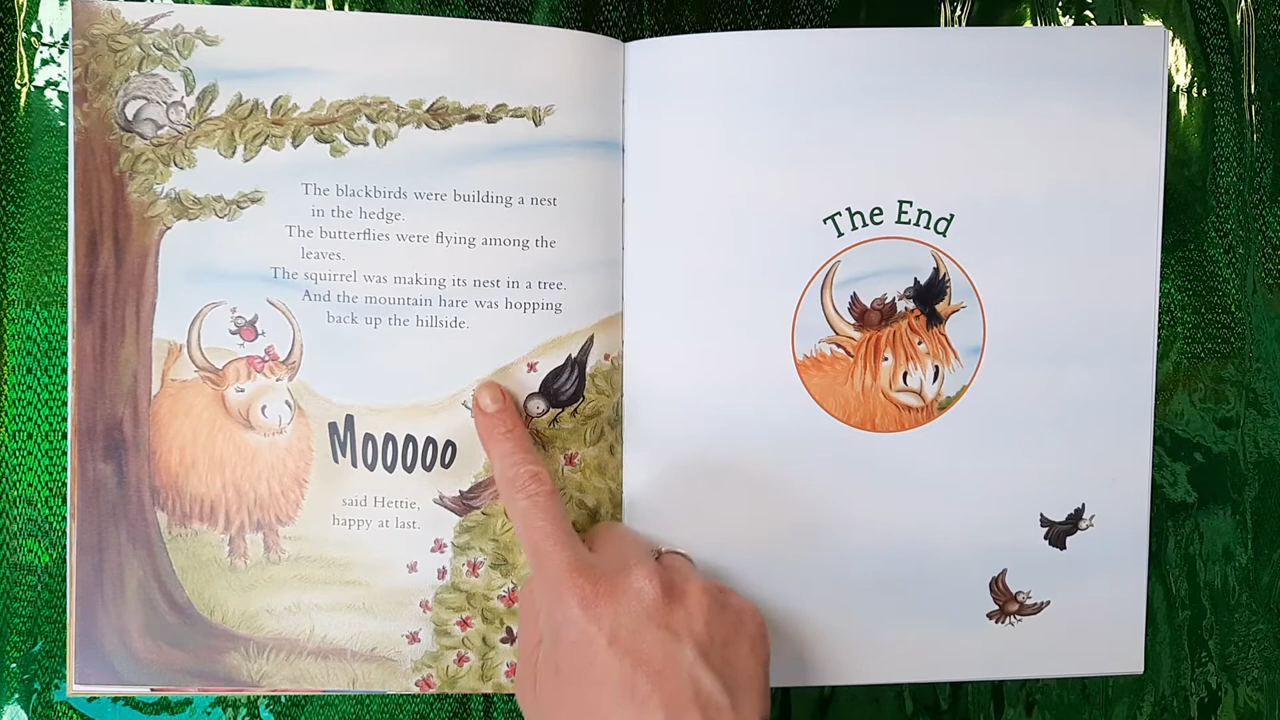 The blackbirds were building a nest
in the hedge.
The butterflies were flying among the
leaves.
The squirrel was making its nest in a tree.
And the mountain hare was hopping
back up the hillside.
Mooooo
said Hettie,
happy at last.
The End